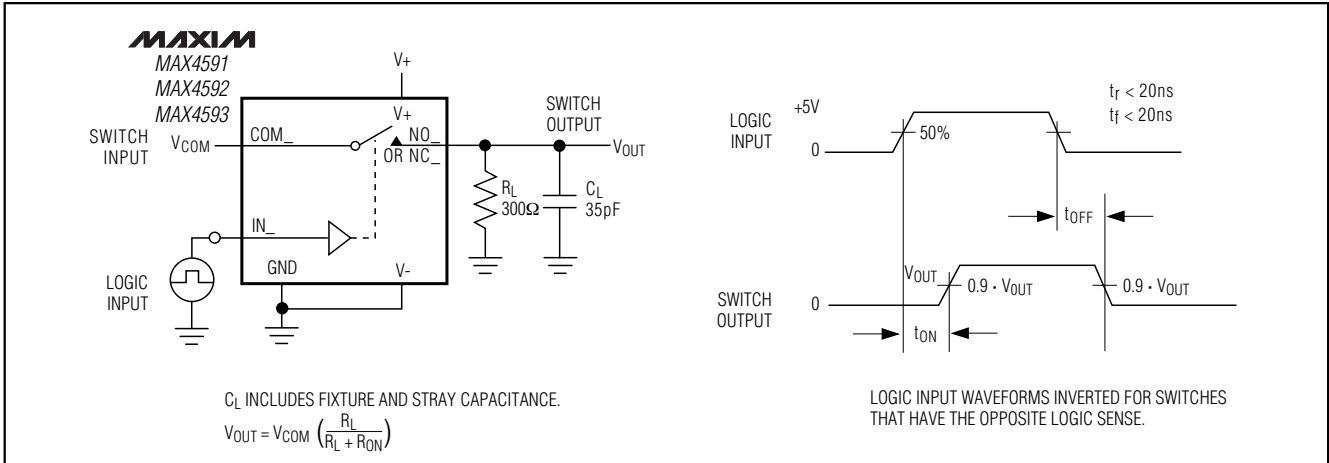 MAXIM
MAX4591
MAX4592
MAX4593
V+
V+
SWITCH
INPUT
VCOM
COM_
NO_
OR NC_
SWITCH
OUTPUT
VOUT
RL
300Ω
CL
35pF
IN_
GND
V-
LOGIC
INPUT
CL INCLUDES FIXTURE AND STRAY CAPACITANCE.
VOUT = VCOM (RL / RL + RON)
LOGIC
INPUT
+5V
0
50%
tr < 20ns
tf < 20ns
tOFF
SWITCH
OUTPUT
VOUT
0
0.9 · VOUT
0.9 · VOUT
tON
LOGIC INPUT WAVEFORMS INVERTED FOR SWITCHES
THAT HAVE THE OPPOSITE LOGIC SENSE.